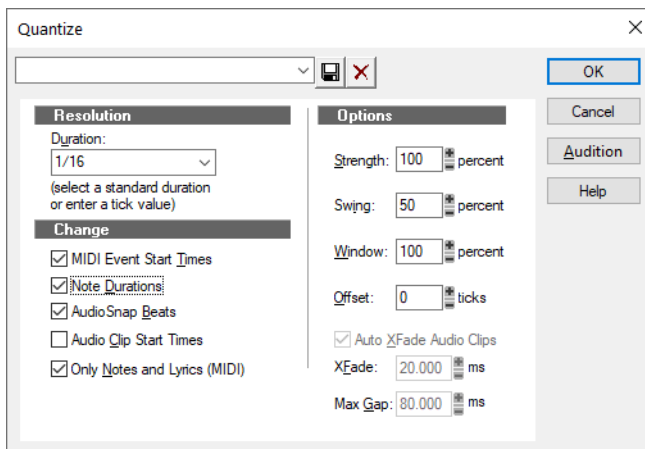 Quantize
OK
Resolution
Options
Cancel
Duration:
1/16
Strength: 100 percent
Audition
(select a standard duration
or enter a tick value)
Help
Swing: 50 percent
Change
MIDI Event Start Times
Window: 100 percent
Note Durations
Offset: 0 ticks
AudioSnap Beats
Audio Clip Start Times
Auto XFade Audio Clips
Only Notes and Lyrics (MIDI)
XFade: 20.000 ms
Max Gap: 80.000 ms